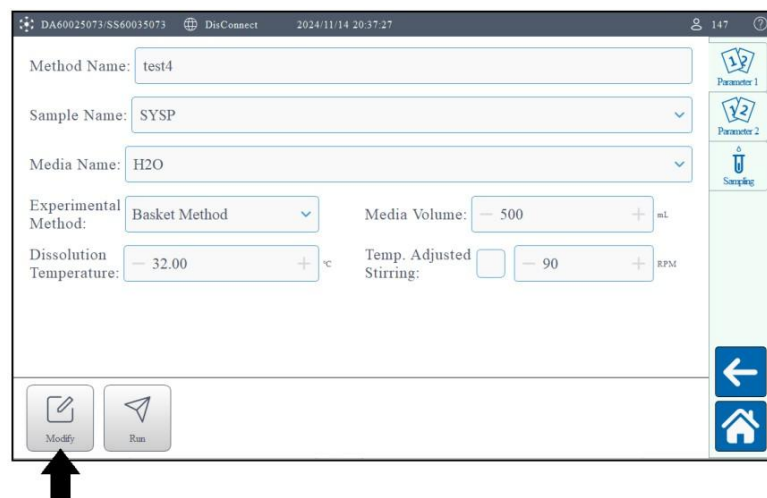 DA60025073/SS60035073 DisConnect 2024/11/14 20:37:27 147
Method Name: test4
Parameter 1
Sample Name: SYSP
Parameter 2
Media Name: H2O
Sampling
Experimental
Method: Basket Method
Media Volume: 500 mL
Dissolution
Temperature: 32.00 °C
Temp. Adjusted
Stirring: 90 RPM
Modify
Run